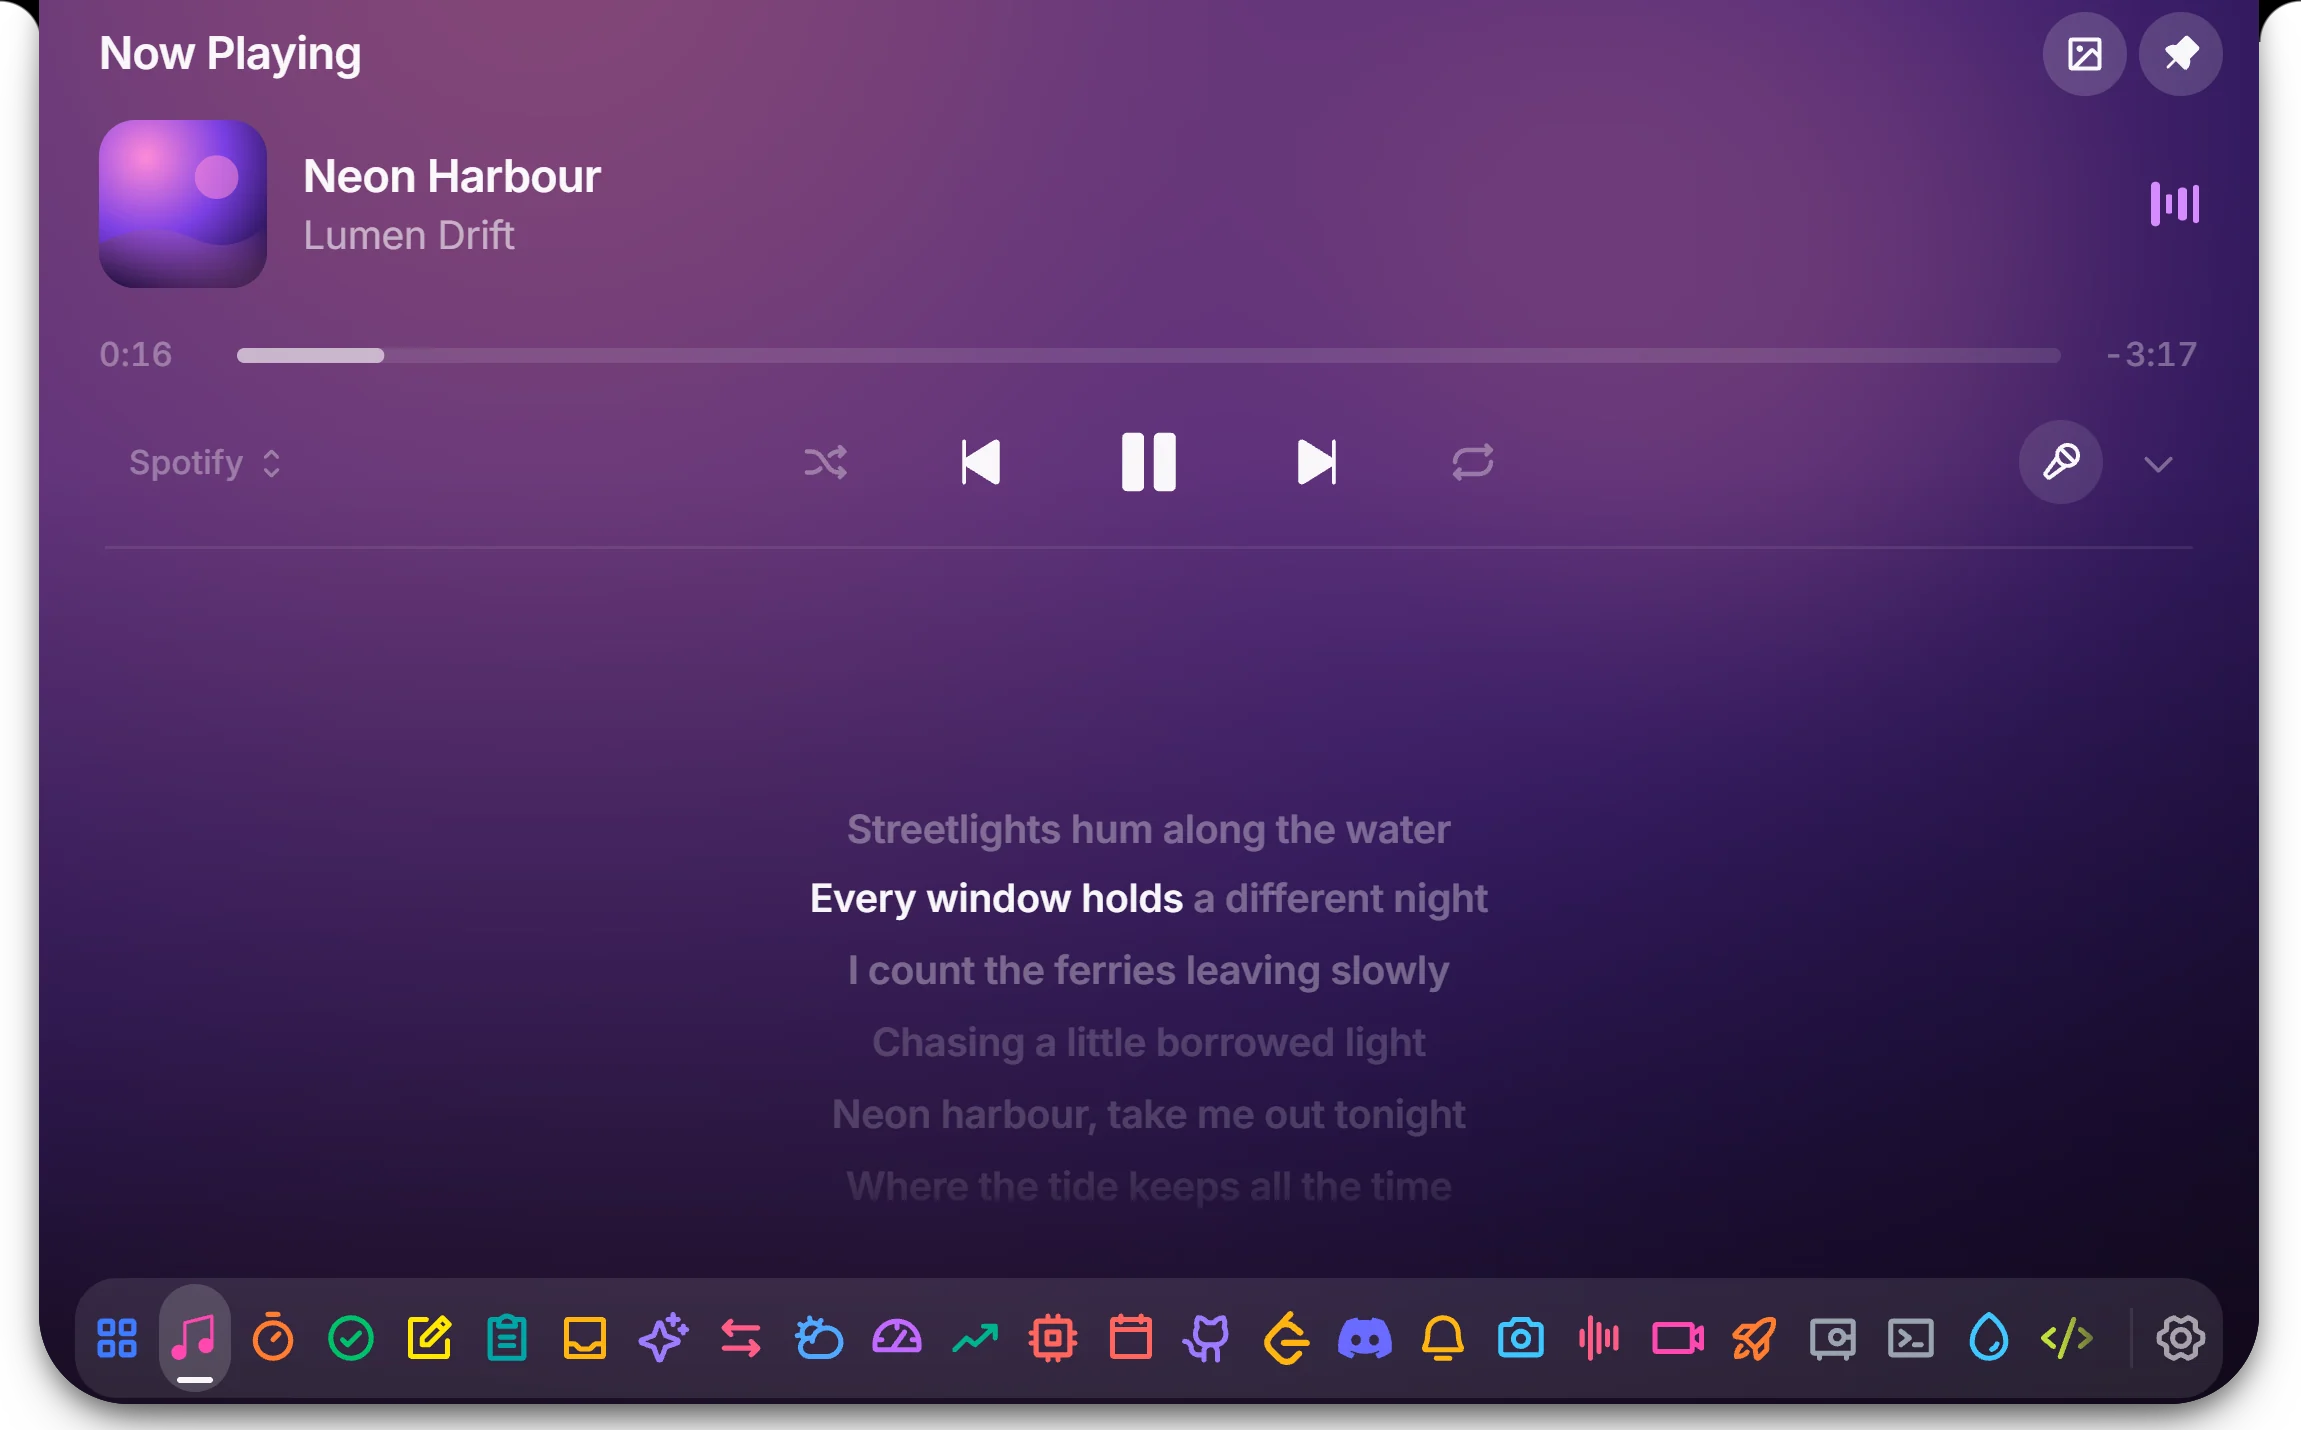 Now Playing
Neon Harbour
Lumen Drift
0:16
-3:17
Spotify
Streetlights hum along the water
Every window holds a different night
I count the ferries leaving slowly
Chasing a little borrowed light
Neon harbour, take me out tonight
Where the tide keeps all the time